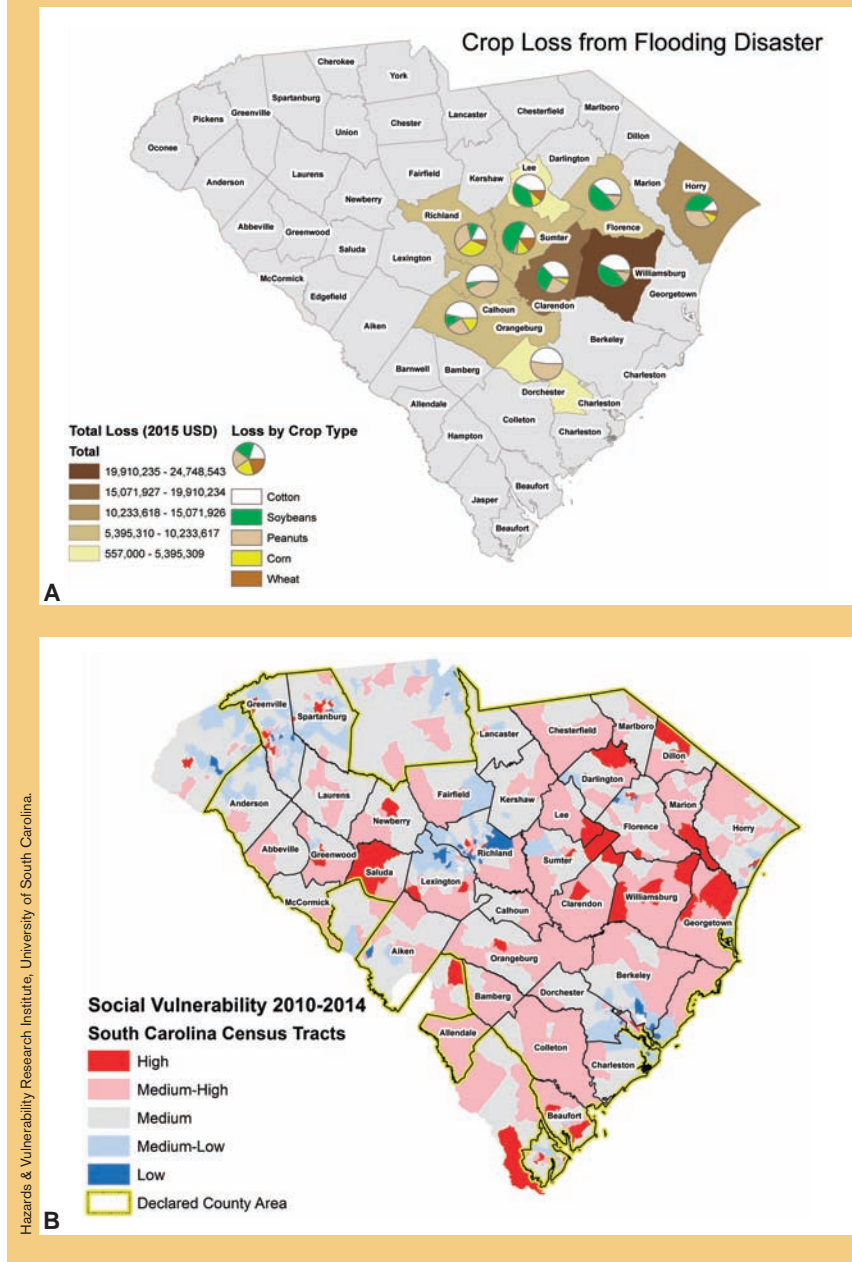 Crop Loss from Flooding Disaster
Cherokee
York
Spartanburg
Greenville
Pickens
Oconee
Union
Chester
Lancaster
Chesterfield
Marlboro
Dillon
Darlington
Lee
Anderson
Laurens
Fairfield
Kershaw
Marion
Horry
Newberry
Richland
Sumter
Florence
Abbeville
Greenwood
Saluda
Lexington
Williamsburg
Georgetown
McCormick
Edgefield
Clarendon
Calhoun
Aiken
Orangeburg
Berkeley
Barnwell
Bamberg
Charleston
Dorchester
Charleston
Allendale
Colleton
Charleston
Hampton
Beaufort
Jasper
Beaufort
Total Loss (2015 USD)
Total
19,910,235 - 24,748,543
15,071,927 - 19,910,234
10,233,618 - 15,071,926
5,395,310 - 10,233,617
557,000 - 5,395,309
Loss by Crop Type
Cotton
Soybeans
Peanuts
Corn
Wheat
A
Greenville
Spartanburg
Lancaster
Chesterfield
Marlboro
Dillon
Darlington
Anderson
Laurens
Fairfield
Kershaw
Marion
Lee
Florence
Horry
Newberry
Abbeville
Greenwood
Richland
Sumter
Saluda
Lexington
McCormick
Clarendon
Williamsburg
Calhoun
Georgetown
Aiken
Orangeburg
Berkeley
Dorchester
Bamberg
Allendale
Colleton
Charleston
Beaufort
Social Vulnerability 2010-2014
South Carolina Census Tracts
High
Medium-High
Medium
Medium-Low
Low
Declared County Area
B
Hazards & Vulnerability Research Institute, University of South Carolina.